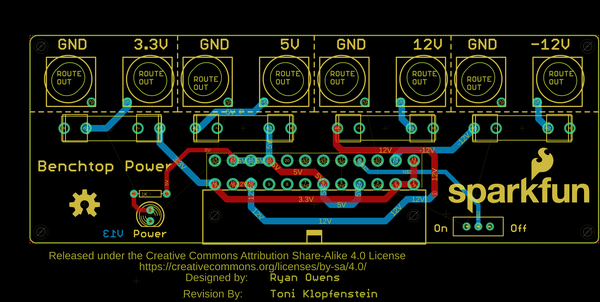 GND 3.3V GND 5V GND 12V GND -12V
ROUTE OUT ROUTE OUT ROUTE OUT ROUTE OUT ROUTE OUT ROUTE OUT ROUTE OUT ROUTE OUT
12V -12V
Benchtop Power
5V
3.3V 5V 12V
sparkfun
12V
V13 Power
On Off
Released under the Creative Commons Attribution Share-Alike 4.0 License
https://creativecommons.org/licenses/by-sa/4.0/
Designed by: Ryan Owens
Revision By: Toni Klopfenstein